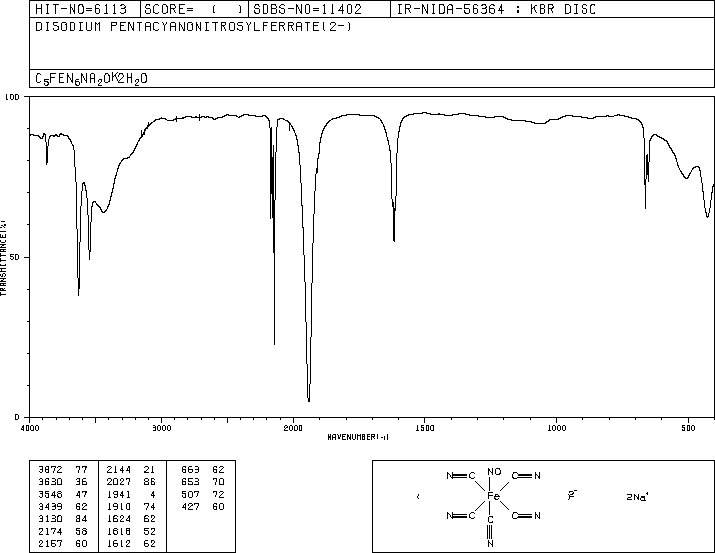 HIT-NO=6113 SCORE= ( ) SDBS-NO=11402 IR-NIDA-56364 : KBR DISC
DISODIUM PENTACYANONITROSYLFERRATE(2-)
C5FEN6NA2OK2H2O
100
50
0
TRANSMITTANCE(%)
4000 3000 2000 1500 1000 500
WAVENUMBER(-1)
3872 77 2144 21 663 62
3630 36 2027 86 653 70
3548 47 1941 4 507 72
3499 62 1910 74 427 60
3130 84 1624 62
2174 58 1618 52
2167 60 1612 62
NO
N C C N
Fe
2-
2Na+
N C C N
C
N